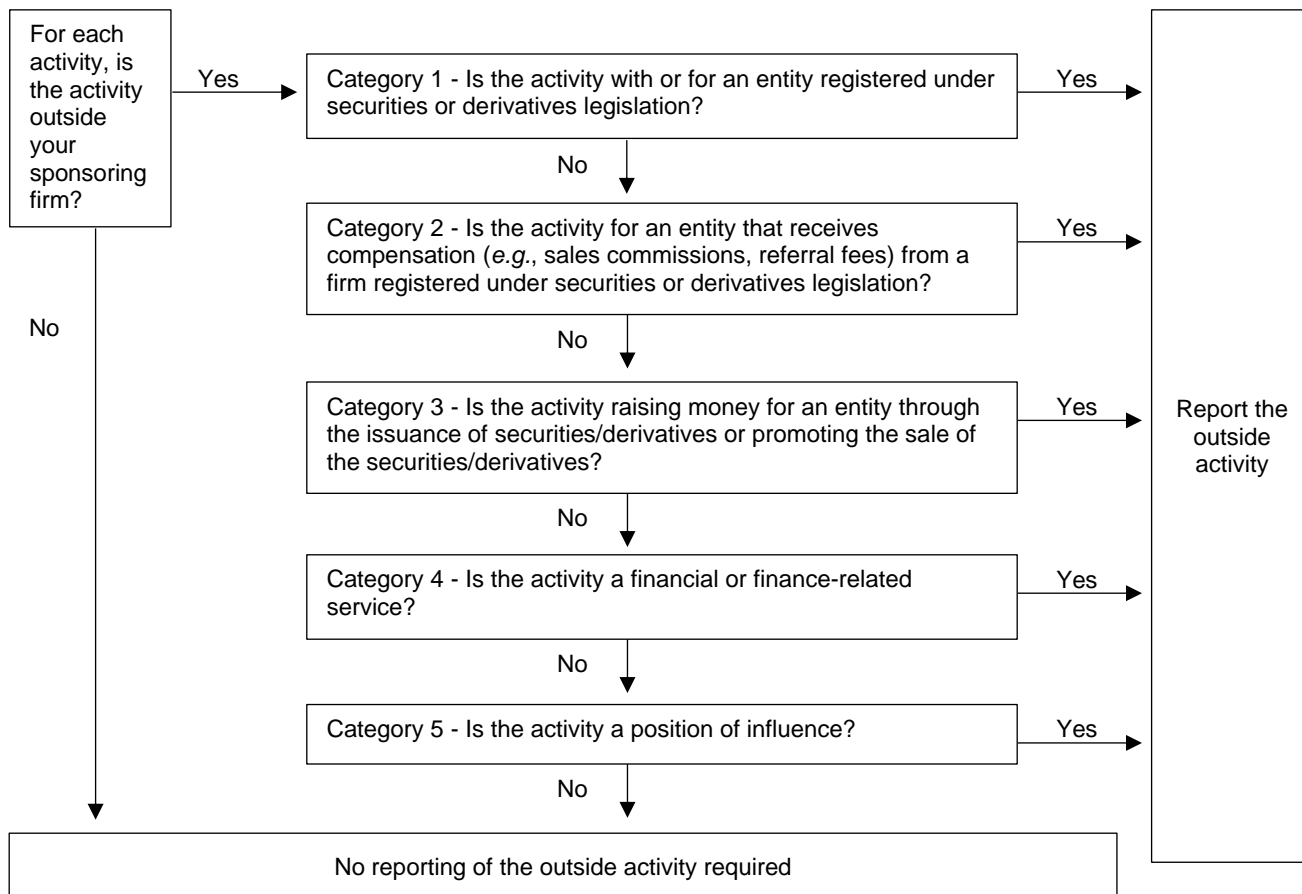 For each
activity, is
the activity
outside
your
sponsoring
firm?
Yes
Category 1 - Is the activity with or for an entity registered under
securities or derivatives legislation?
Yes
No
Category 2 - Is the activity for an entity that receives
compensation (e.g., sales commissions, referral fees) from a
firm registered under securities or derivatives legislation?
Yes
No
No
Category 3 - Is the activity raising money for an entity through
the issuance of securities/derivatives or promoting the sale of
the securities/derivatives?
Yes
Report the
outside
activity
No
Category 4 - Is the activity a financial or finance-related
service?
Yes
No
Category 5 - Is the activity a position of influence?
Yes
No
No reporting of the outside activity required